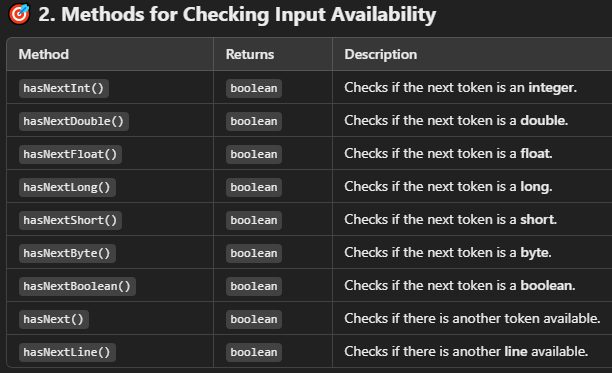 🎯 2. Methods for Checking Input Availability
Method Returns Description
hasNextInt() boolean Checks if the next token is an integer.
hasNextDouble() boolean Checks if the next token is a double.
hasNextFloat() boolean Checks if the next token is a float.
hasNextLong() boolean Checks if the next token is a long.
hasNextShort() boolean Checks if the next token is a short.
hasNextByte() boolean Checks if the next token is a byte.
hasNextBoolean() boolean Checks if the next token is a boolean.
hasNext() boolean Checks if there is another token available.
hasNextLine() boolean Checks if there is another line available.